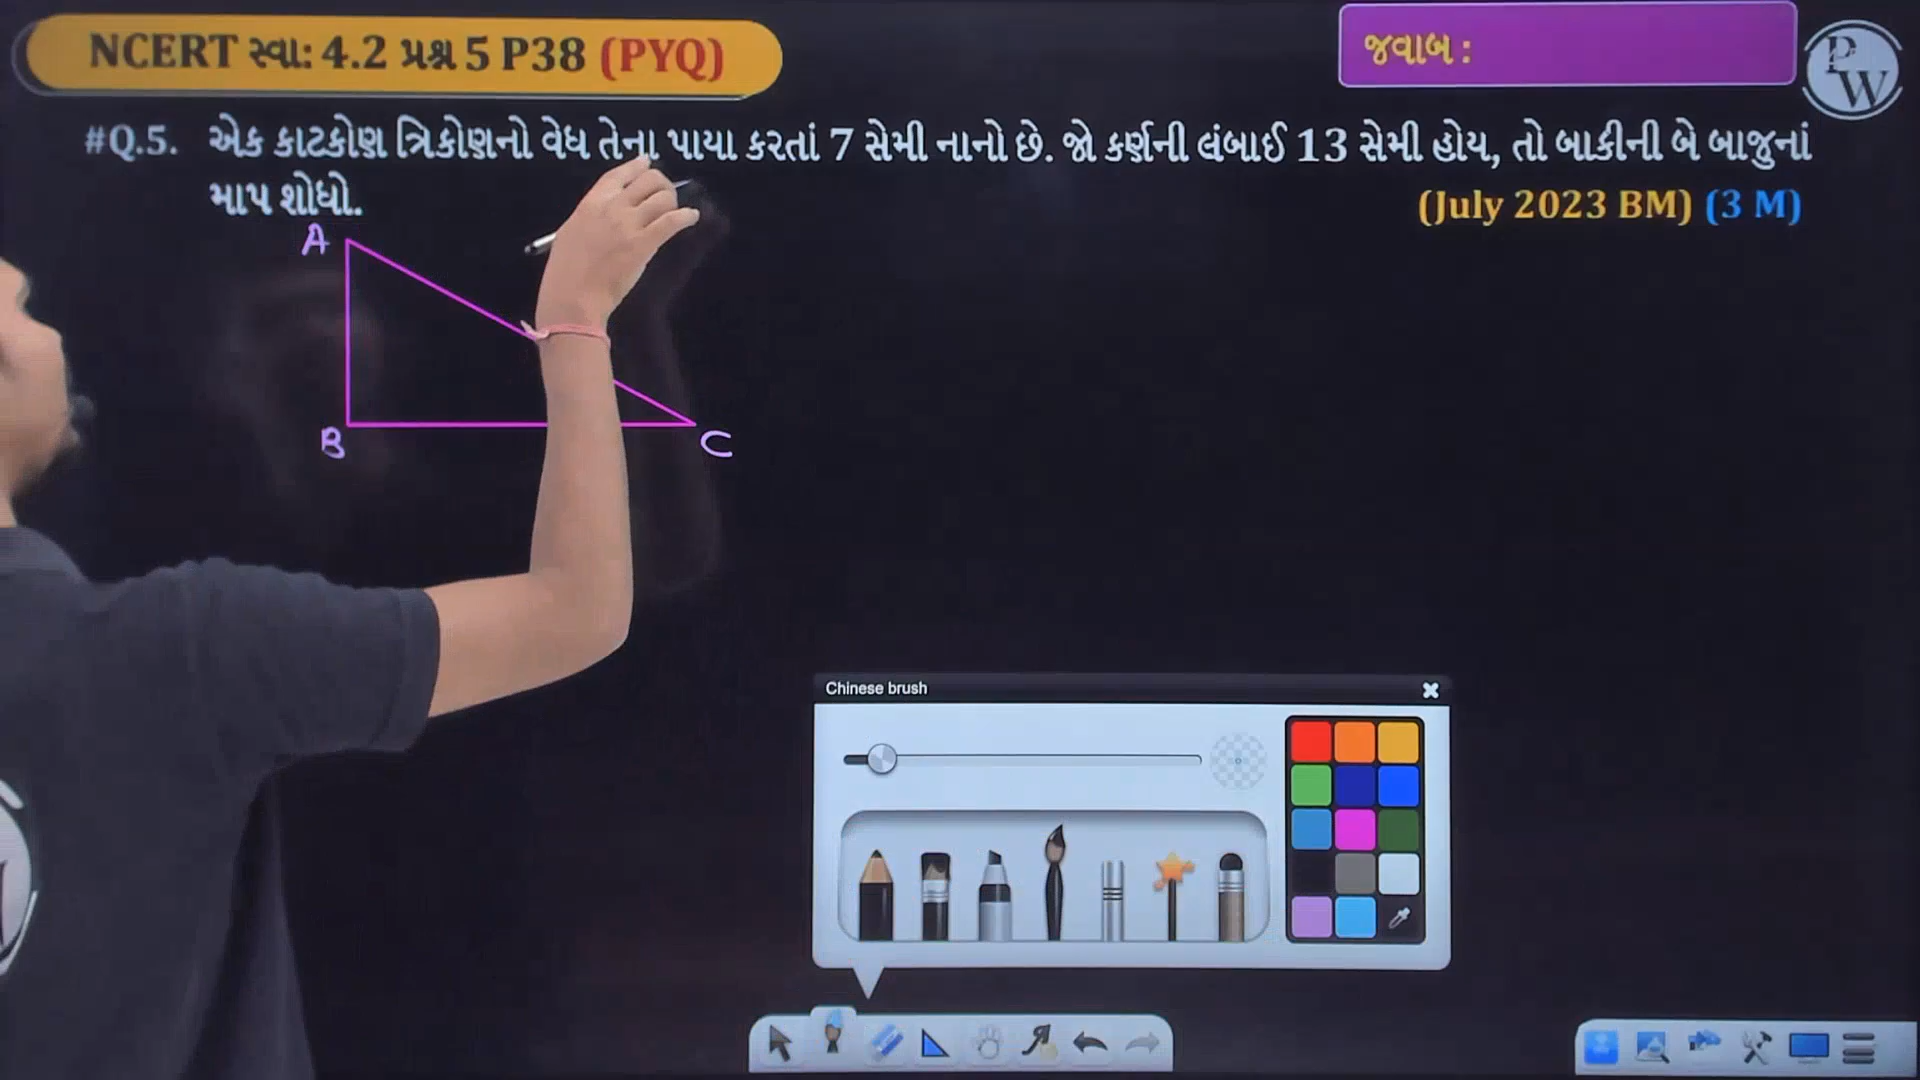 NCERT સ્વા: 4.2 પ્રશ્ન 5 P38 (PYQ)
જવાબ :
PW
#Q.5. એક કાટકોણ ત્રિકોણનો વેધ તેના પાયા કરતાં 7 સેમી નાનો છે. જો કર્ણની લંબાઈ 13 સેમી હોય, તો બાકીની બે બાજુનાં
માપ શોધો.
(July 2023 BM) (3 M)
A
B
C
Chinese brush